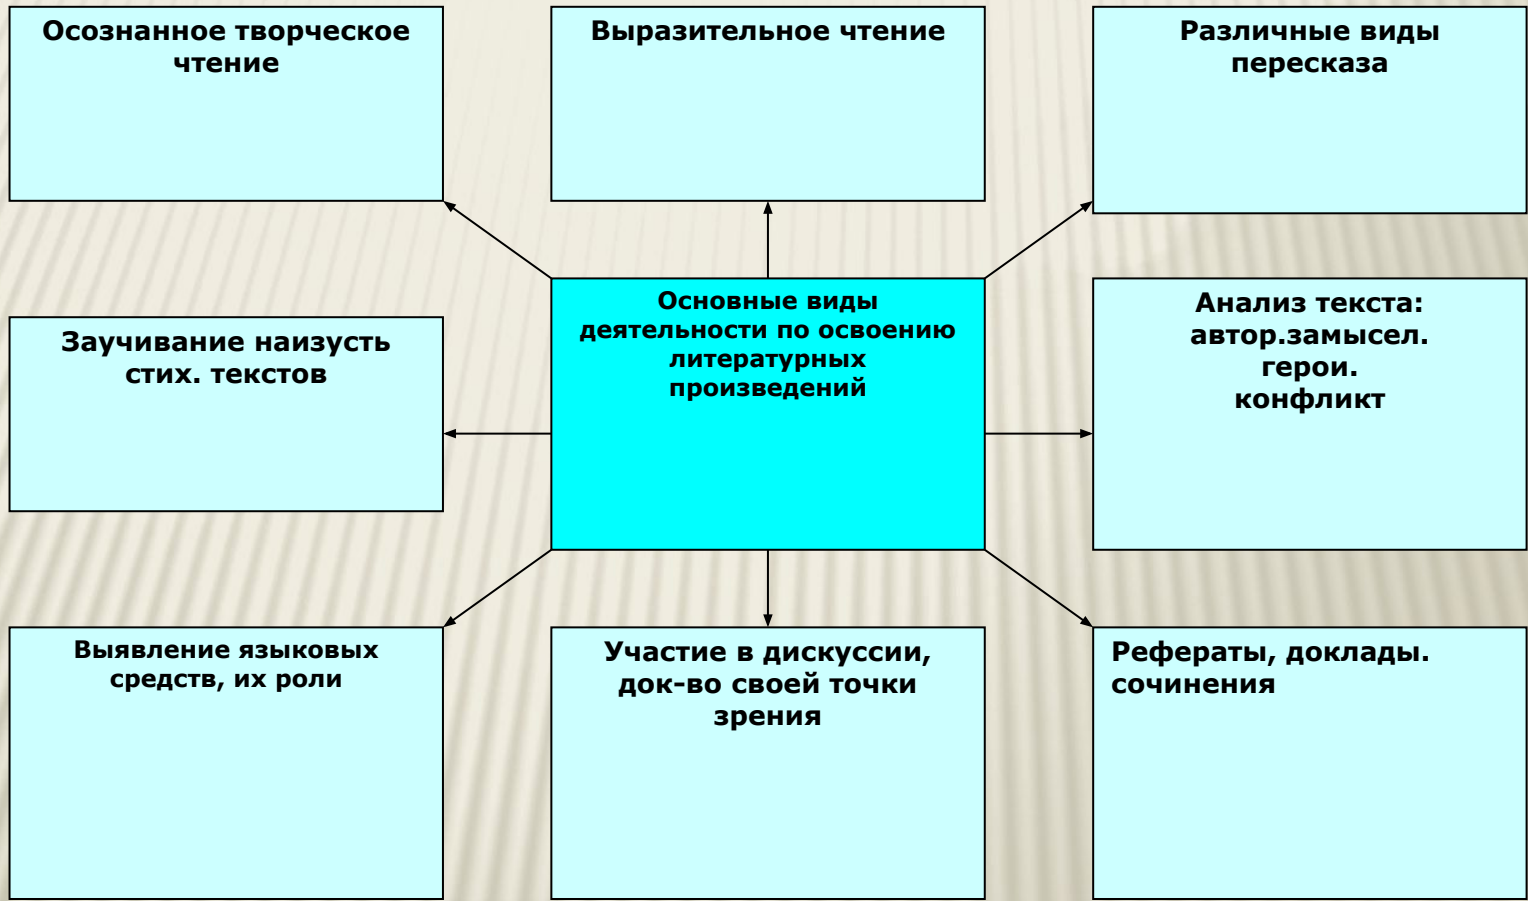 Осознанное творческое
чтение
Выразительное чтение
Различные виды
пересказа
Заучивание наизусть
стих. текстов
Основные виды
деятельности по освоению
литературных
произведений
Анализ текста:
автор.замысел.
герои.
конфликт
Выявление языковых
средств, их роли
Участие в дискуссии,
док-во своей точки
зрения
Рефераты, доклады.
сочинения